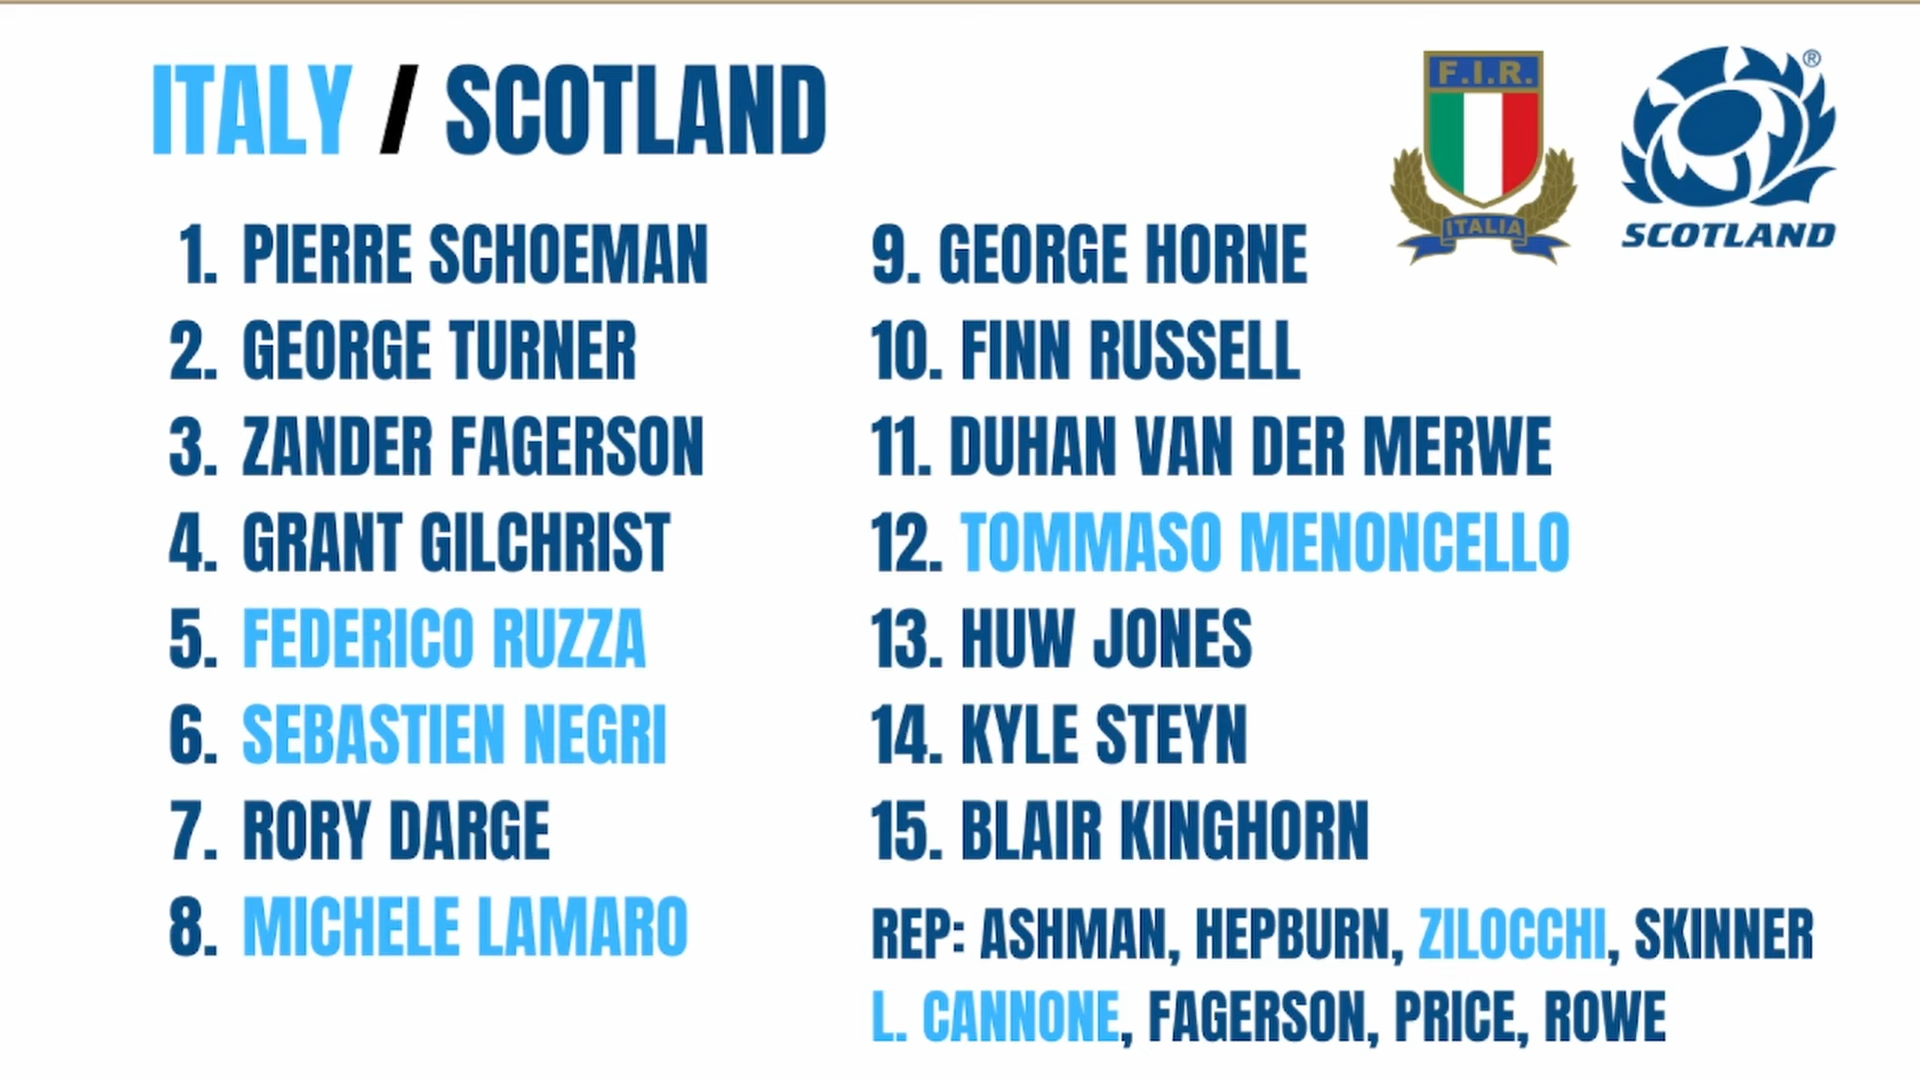 ITALY / SCOTLAND
F.I.R.
ITALIA
®
SCOTLAND
1. PIERRE SCHOEMAN
2. GEORGE TURNER
3. ZANDER FAGERSON
4. GRANT GILCHRIST
5. FEDERICO RUZZA
6. SEBASTIEN NEGRI
7. RORY DARGE
8. MICHELE LAMARO
9. GEORGE HORNE
10. FINN RUSSELL
11. DUHAN VAN DER MERWE
12. TOMMASO MENONCELLO
13. HUW JONES
14. KYLE STEYN
15. BLAIR KINGHORN
REP: ASHMAN, HEPBURN, ZILOCCHI, SKINNER
L. CANNONE, FAGERSON, PRICE, ROWE